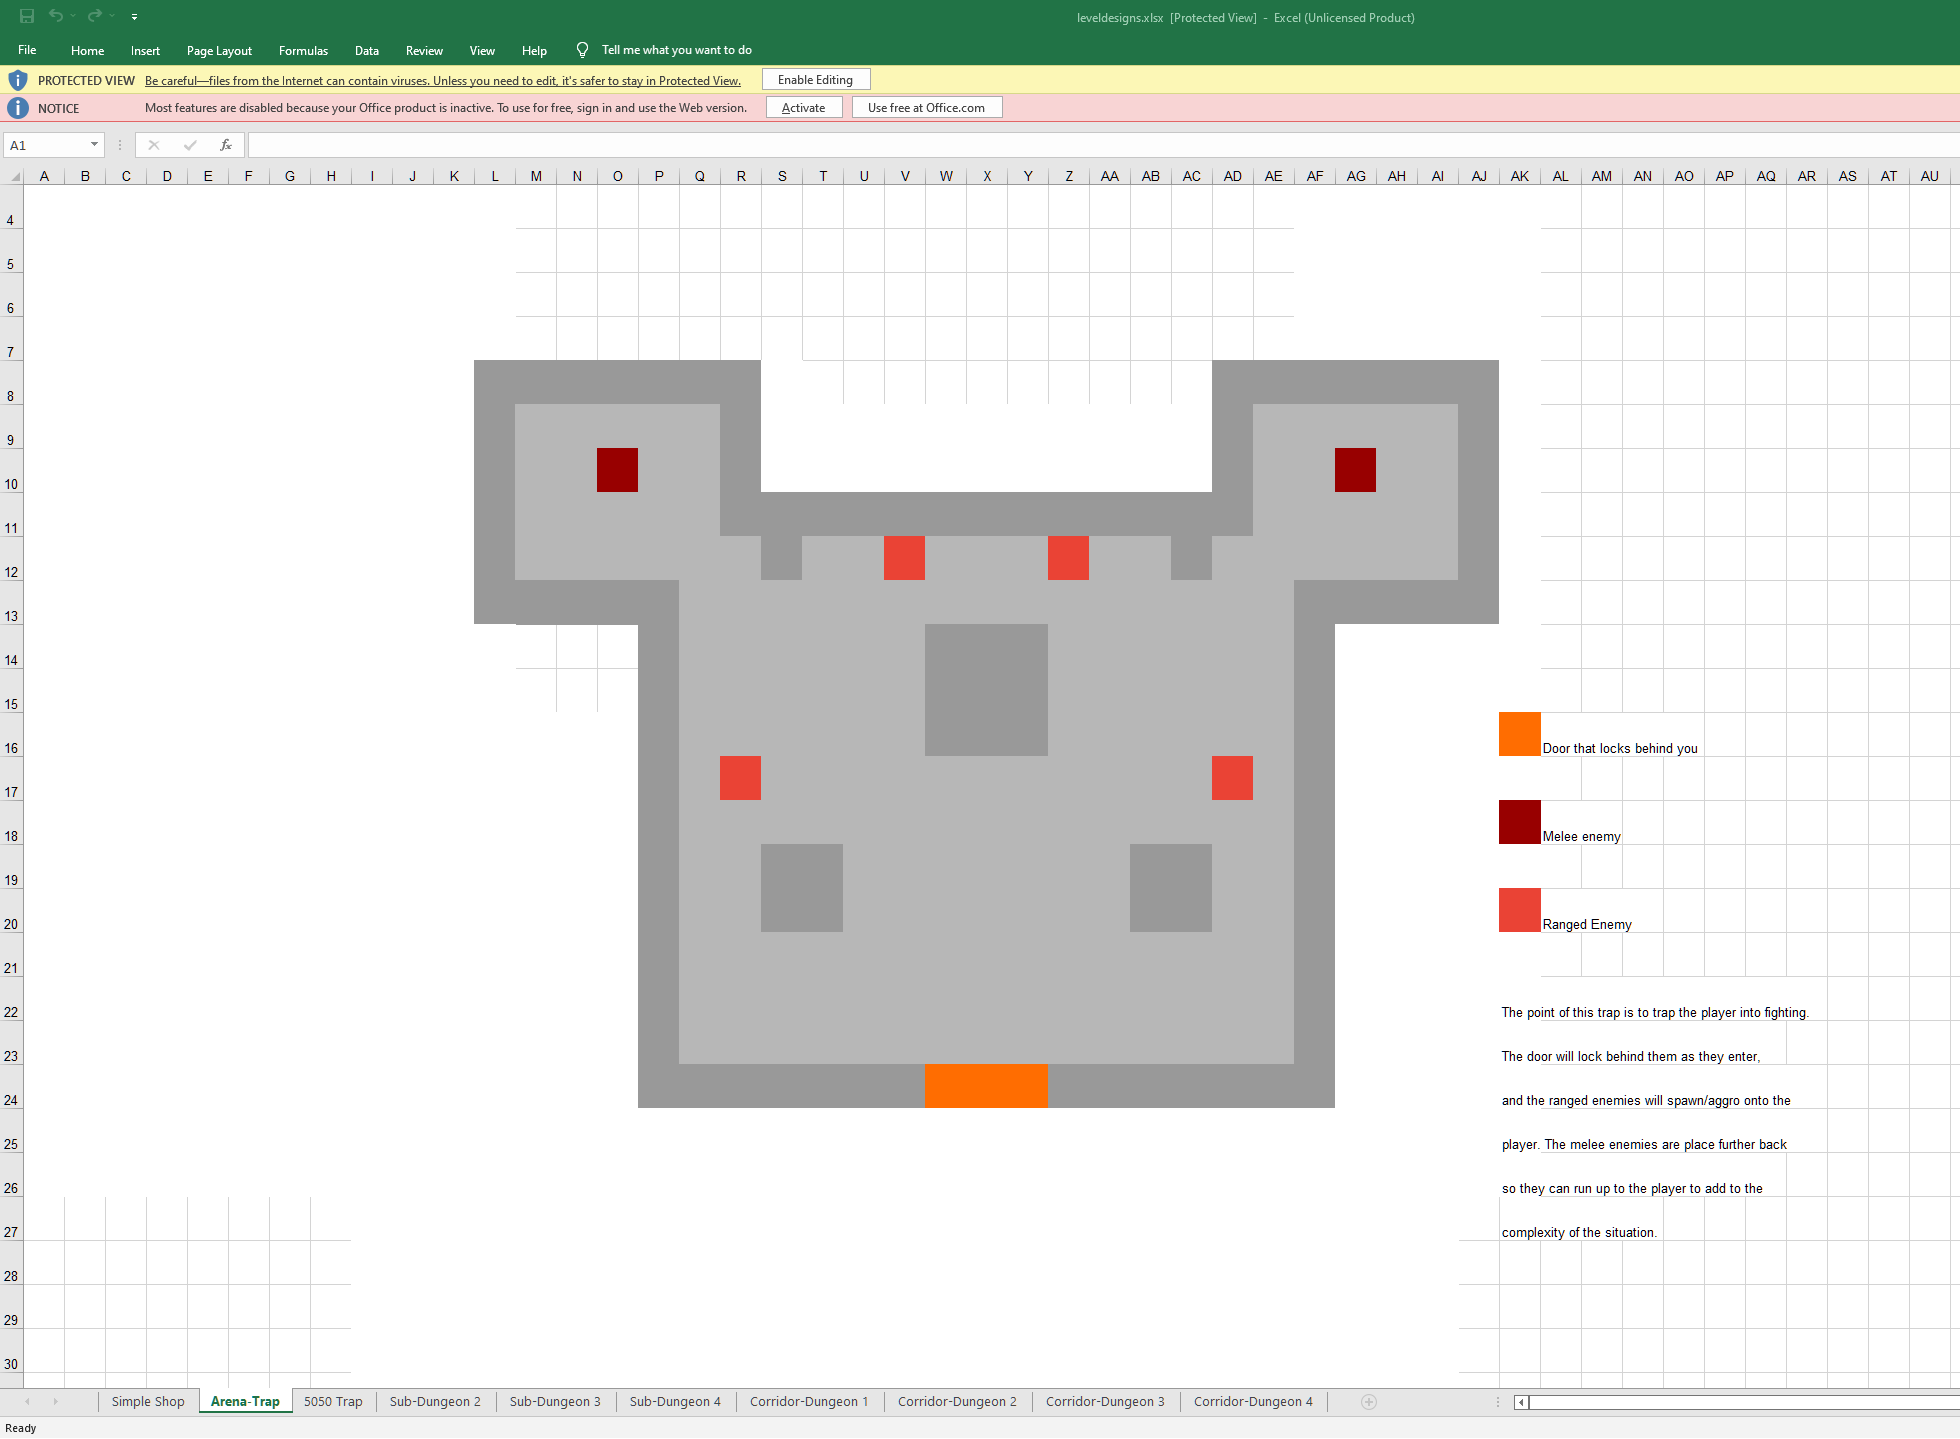 leveldesigns.xlsx [Protected View] - Excel (Unlicensed Product)
File Home Insert Page Layout Formulas Data Review View Help Tell me what you want to do
PROTECTED VIEW Be careful—files from the Internet can contain viruses. Unless you need to edit, it's safer to stay in Protected View. Enable Editing
NOTICE Most features are disabled because your Office product is inactive. To use for free, sign in and use the Web version. Activate Use free at Office.com
A1 fx
A B C D E F G H I J K L M N O P Q R S T U V W X Y Z AA AB AC AD AE AF AG AH AI AJ AK AL AM AN AO AP AQ AR AS AT AU
4
5
6
7
8
9
10
11
12
13
14
15
16 Door that locks behind you
17
18 Melee enemy
19
20 Ranged Enemy
21
22 The point of this trap is to trap the player into fighting.
23 The door will lock behind them as they enter,
24 and the ranged enemies will spawn/aggro onto the
25 player. The melee enemies are place further back
26 so they can run up to the player to add to the
27 complexity of the situation.
28
29
30
Simple Shop Arena-Trap 5050 Trap Sub-Dungeon 2 Sub-Dungeon 3 Sub-Dungeon 4 Corridor-Dungeon 1 Corridor-Dungeon 2 Corridor-Dungeon 3 Corridor-Dungeon 4
Ready